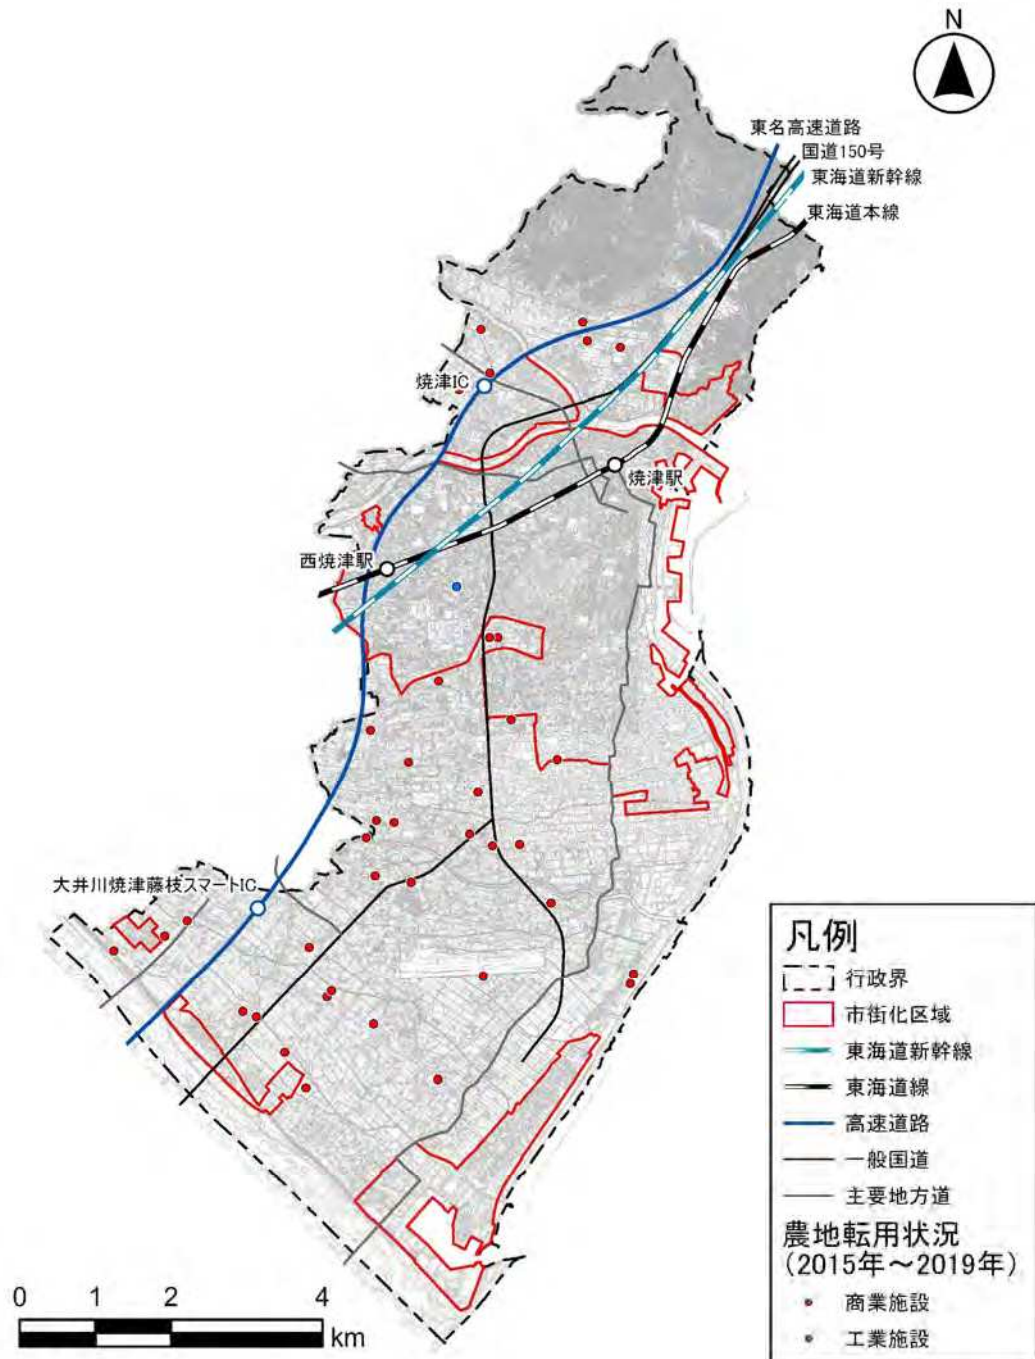 N
東名高速道路
国道150号
東海道新幹線
東海道本線
焼津IC
焼津駅
西焼津駅
大井川焼津藤枝スマートIC
凡例
行政界
市街化区域
東海道新幹線
東海道線
高速道路
一般国道
主要地方道
農地転用状況
(2015年～2019年)
商業施設
工業施設
0 1 2 4
km